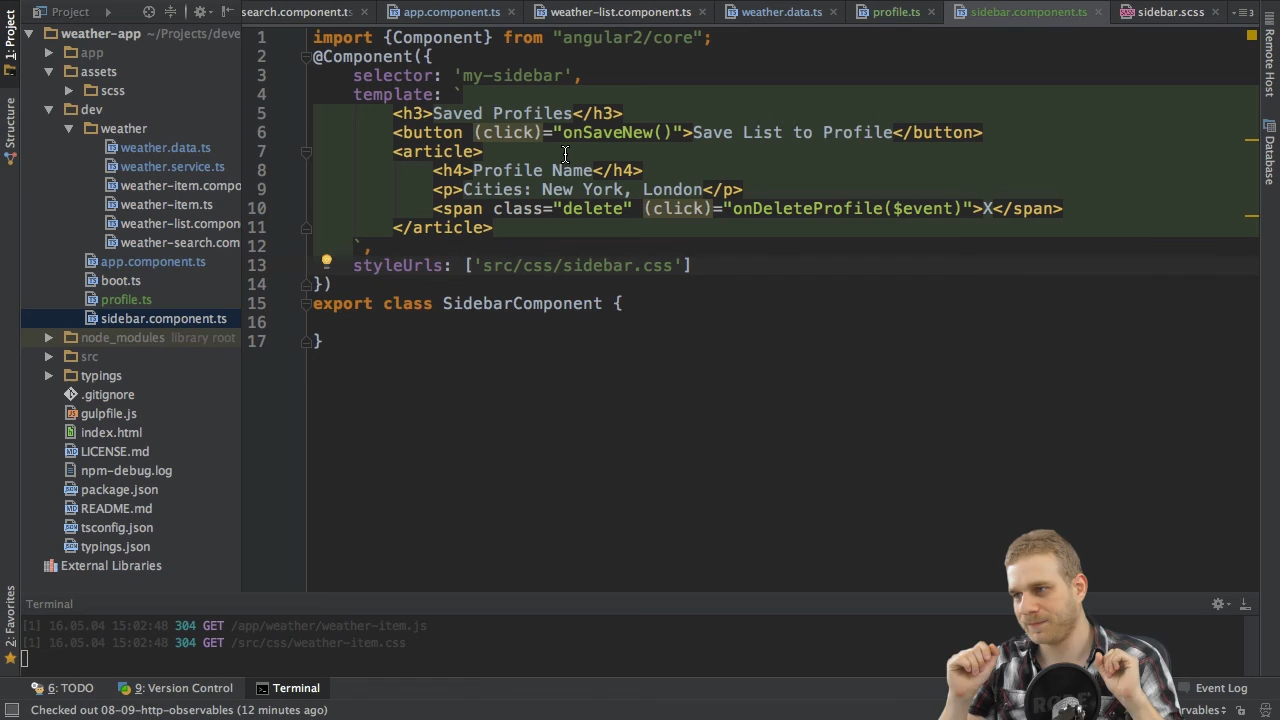 Project
search.component.ts
app.component.ts
weather-list.component.ts
weather.data.ts
profile.ts
sidebar.component.ts
sidebar.scss
3
1: Project
Structure
2: Favorites
Remote Host
Database
weather-app ~/Projects/deve
app
assets
scss
dev
weather
weather.data.ts
weather.service.ts
weather-item.compo
weather-item.ts
weather-list.compon
weather-search.com
app.component.ts
boot.ts
profile.ts
sidebar.component.ts
node_modules library root
src
typings
.gitignore
gulpfile.js
index.html
LICENSE.md
npm-debug.log
package.json
README.md
tsconfig.json
typings.json
External Libraries
1 import {Component} from "angular2/core";
2 @Component({
3 selector: 'my-sidebar',
4 template: `
5 <h3>Saved Profiles</h3>
6 <button (click)="onSaveNew()">Save List to Profile</button>
7 <article>
8 <h4>Profile Name</h4>
9 <p>Cities: New York, London</p>
10 <span class="delete" (click)="onDeleteProfile($event)">X</span>
11 </article>
12 `,
13 styleUrls: ['src/css/sidebar.css']
14 })
15 export class SidebarComponent {
16
17 }
Terminal
[1] 16.05.04 15:02:48 304 GET /app/weather/weather-item.js
[1] 16.05.04 15:02:48 304 GET /src/css/weather-item.css
6: TODO
9: Version Control
Terminal
Event Log
Checked out 08-09-http-observables (12 minutes ago)
rvables